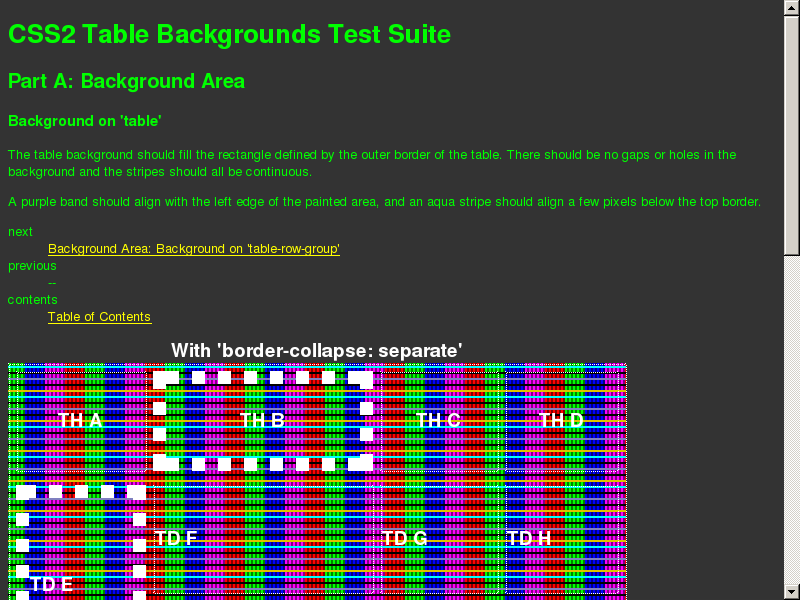 CSS2 Table Backgrounds Test Suite
Part A: Background Area
Background on 'table'
The table background should fill the rectangle defined by the outer border of the table. There should be no gaps or holes in the
background and the stripes should all be continuous.
A purple band should align with the left edge of the painted area, and an aqua stripe should align a few pixels below the top border.
next
Background Area: Background on 'table-row-group'
previous
--
contents
Table of Contents
With 'border-collapse: separate'
TH A TH B TH C TH D
TD F TD G TD H
TD E